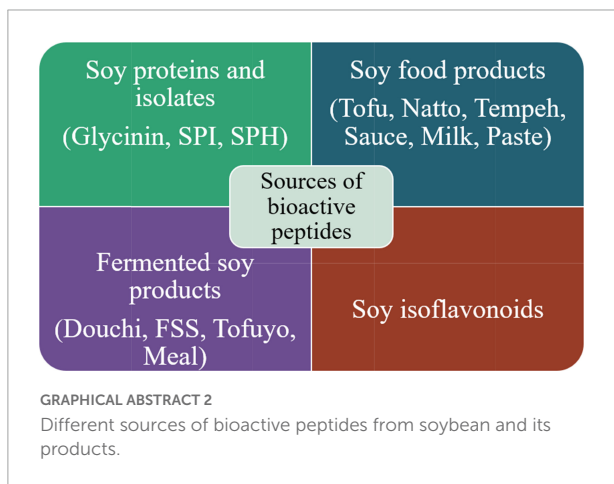 Soy proteins and
isolates
(Glycinin, SPI, SPH)
Soy food products
(Tofu, Natto, Tempeh,
Sauce, Milk, Paste)
Sources of
bioactive
peptides
Fermented soy
products
(Douchi, FSS, Tofuyo,
Meal)
Soy isoflavonoids
GRAPHICAL ABSTRACT 2
Different sources of bioactive peptides from soybean and its
products.